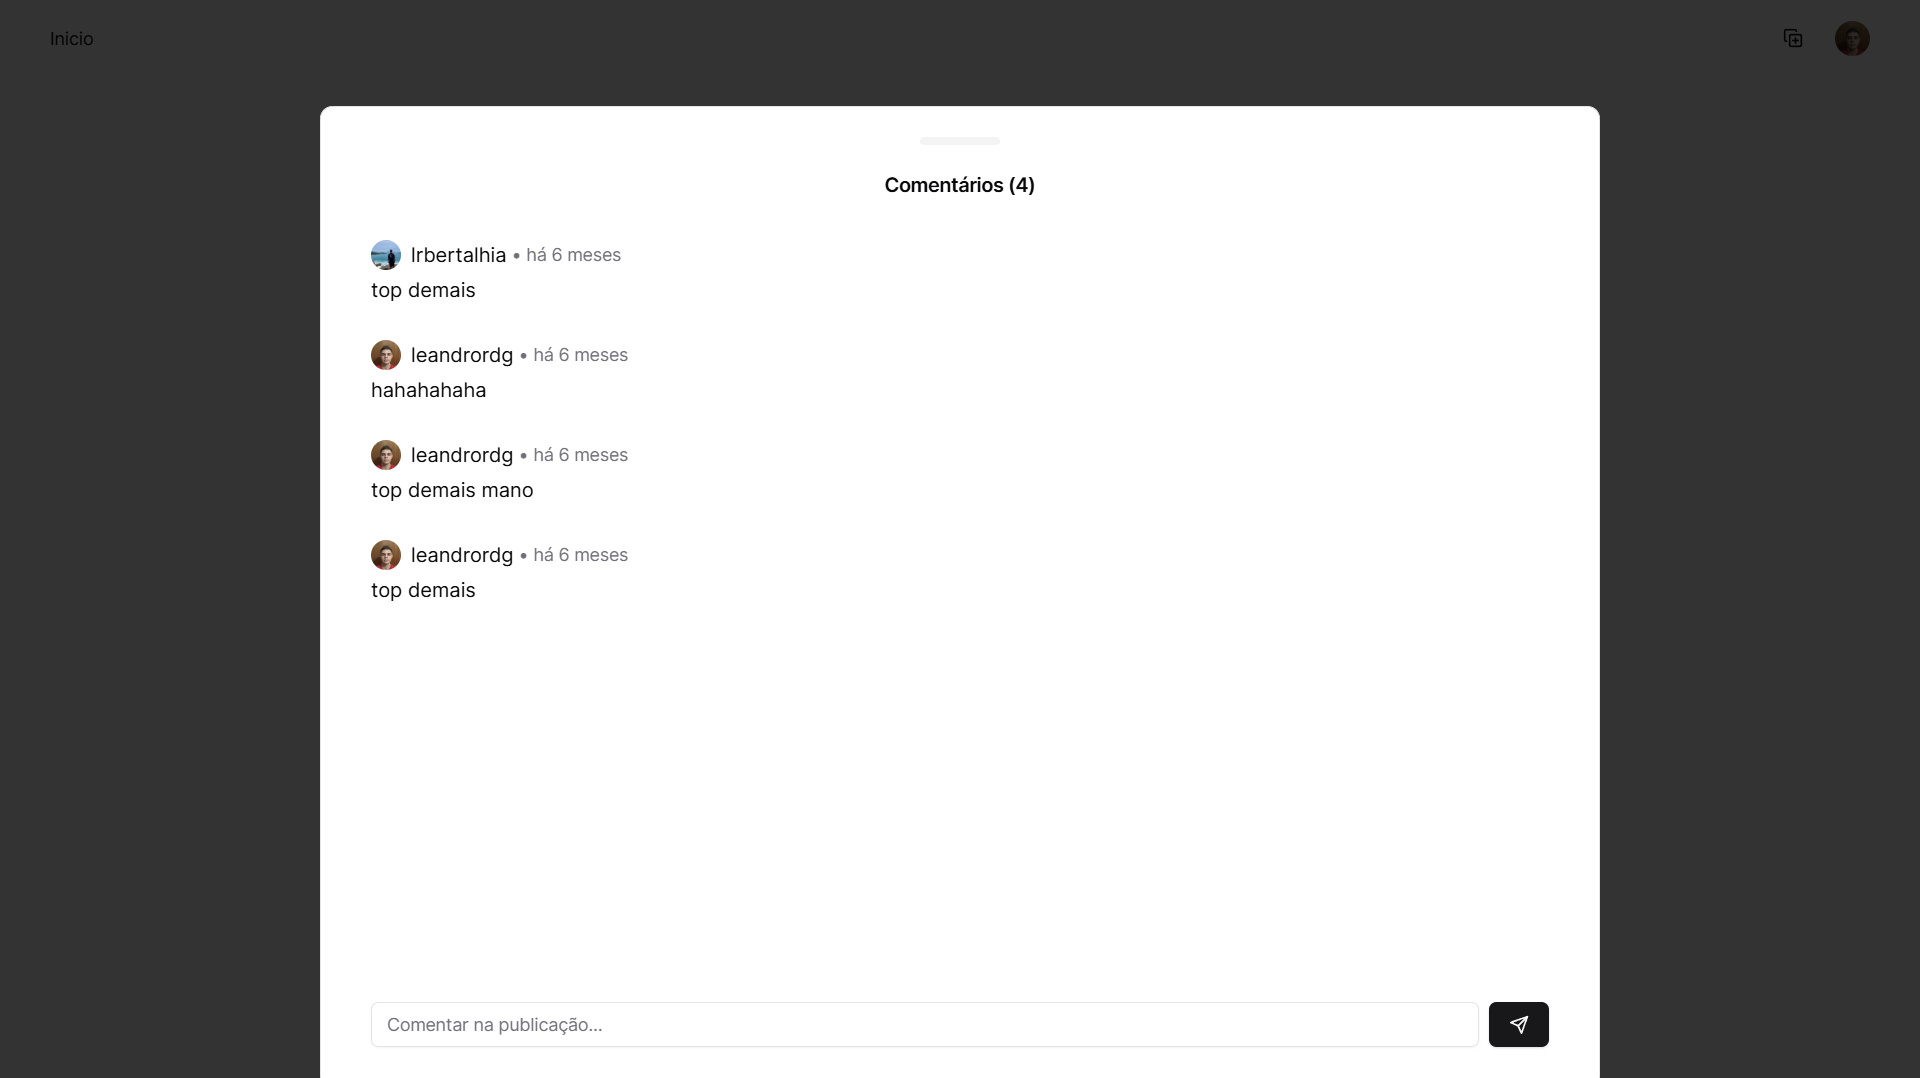 Inicio
Comentários (4)
lrbertalhia • há 6 meses
top demais
leandrordg • há 6 meses
hahahahaha
leandrordg • há 6 meses
top demais mano
leandrordg • há 6 meses
top demais
Comentar na publicação...